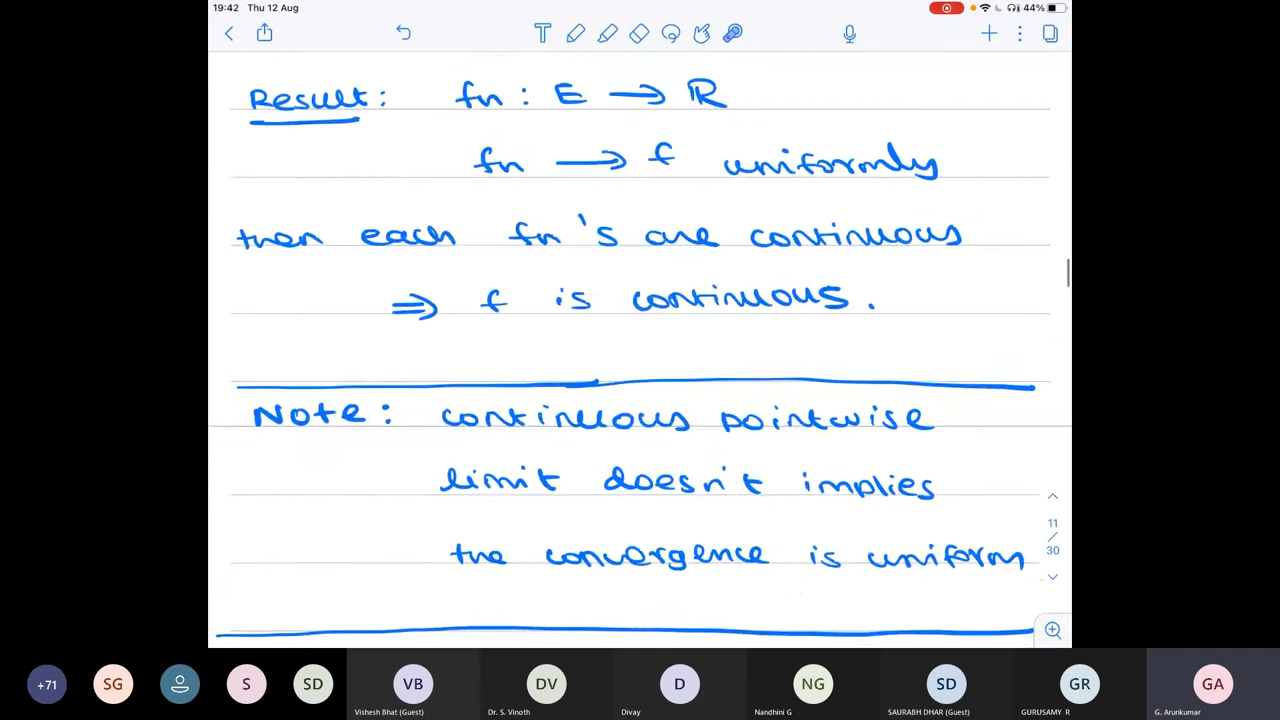 19:42 Thu 12 Aug
44%
Result: fn : E → ℝ
fn → f uniformly
then each fn's are continuous
⇒ f is continuous.
Note: continuous pointwise
limit doesn't implies
the convergence is uniform
11
/
30
+71 SG S SD VB DV D NG SD GR GA
Vishesh Bhat (Guest) Dr. S. Vinoth Divay Nandhini G SAURABH DHAR (Guest) GURUSAMY R G. Arunkumar